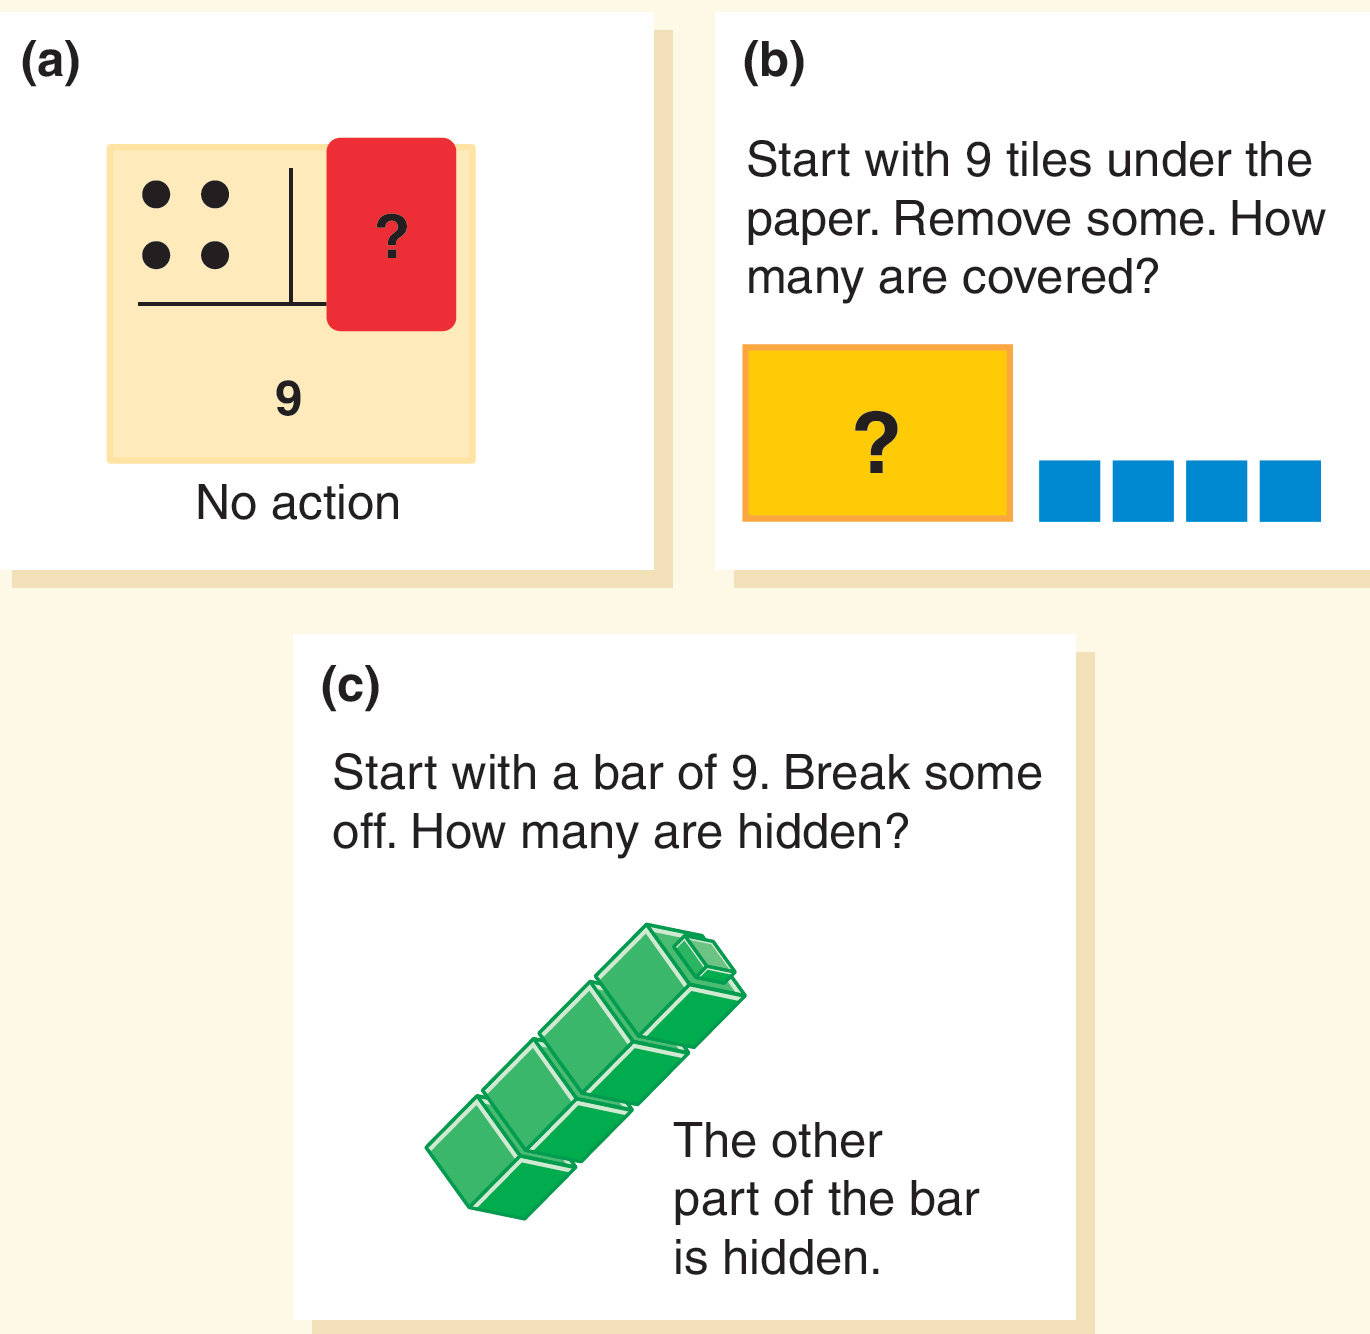 (a)
?
9
No action
(b)
Start with 9 tiles under the
paper. Remove some. How
many are covered?
?
(c)
Start with a bar of 9. Break some
off. How many are hidden?
The other
part of the bar
is hidden.